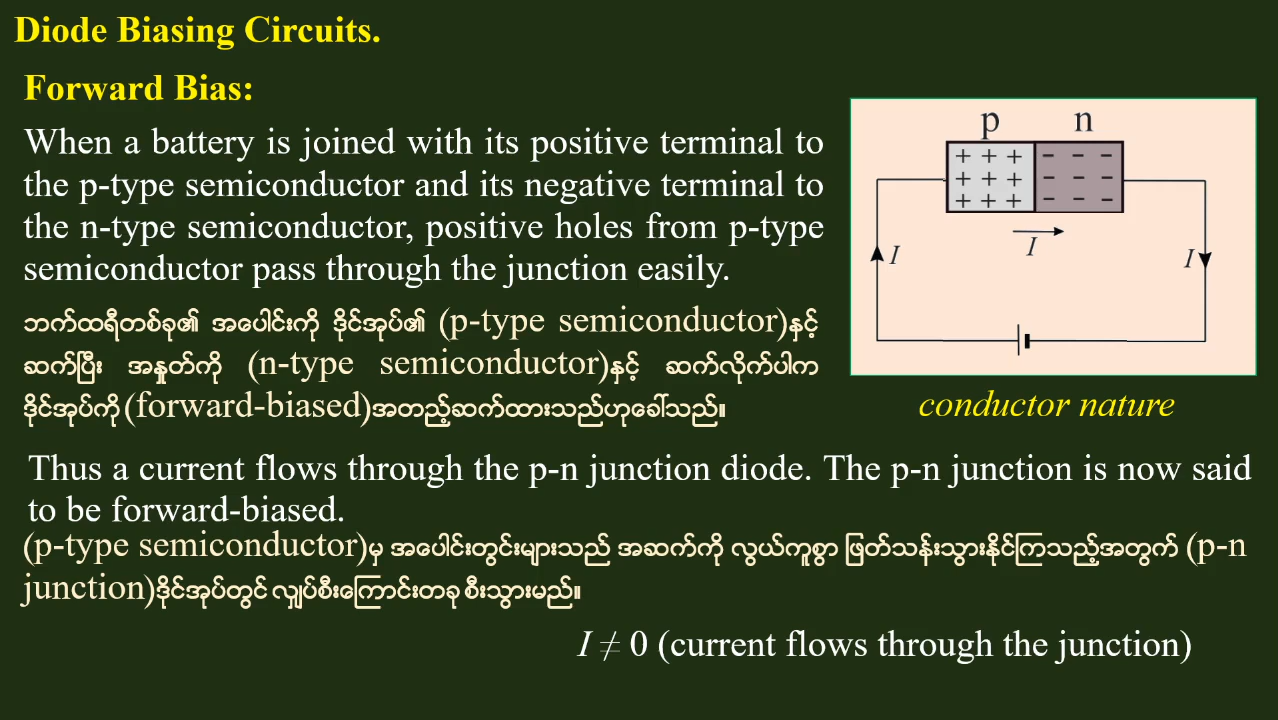 Diode Biasing Circuits.
Forward Bias:
When a battery is joined with its positive terminal to
the p-type semiconductor and its negative terminal to
the n-type semiconductor, positive holes from p-type
semiconductor pass through the junction easily.
ဘက်ထရီတစ်ခု၏ အပေါင်းကို ဒိုင်အုပ်၏ (p-type semiconductor)နှင့်
ဆက်ပြီး အနှုတ်ကို (n-type semiconductor)နှင့် ဆက်လိုက်ပါက
ဒိုင်အုပ်ကို (forward-biased)အတည့်ဆက်ထားသည်ဟုခေါ်သည်။
p n
+ + + - - -
+ + + - - -
+ + + - - -
I
I
I
conductor nature
Thus a current flows through the p-n junction diode. The p-n junction is now said
to be forward-biased.
(p-type semiconductor)မှ အပေါင်းတွင်းများသည် အဆက်ကို လွယ်ကူစွာ ဖြတ်သန်းသွားနိုင်ကြသည့်အတွက် (p-n
junction)ဒိုင်အုပ်တွင် လျှပ်စီးကြောင်းတခု စီးသွားမည်။
I ≠ 0 (current flows through the junction)